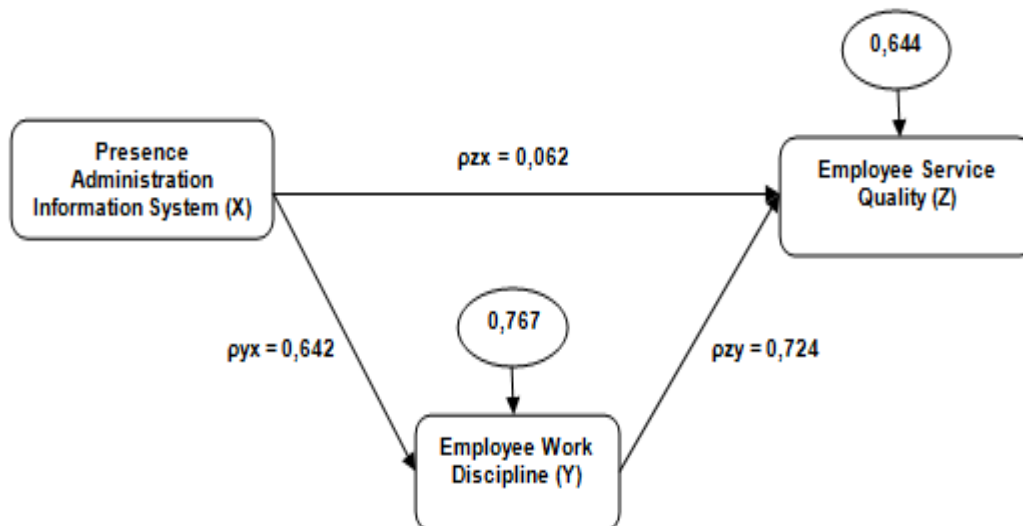 0,644
Presence
Administration
Information System (X)
ρzx = 0,062
Employee Service
Quality (Z)
0,767
ρyx = 0,642
ρzy = 0,724
Employee Work
Discipline (Y)